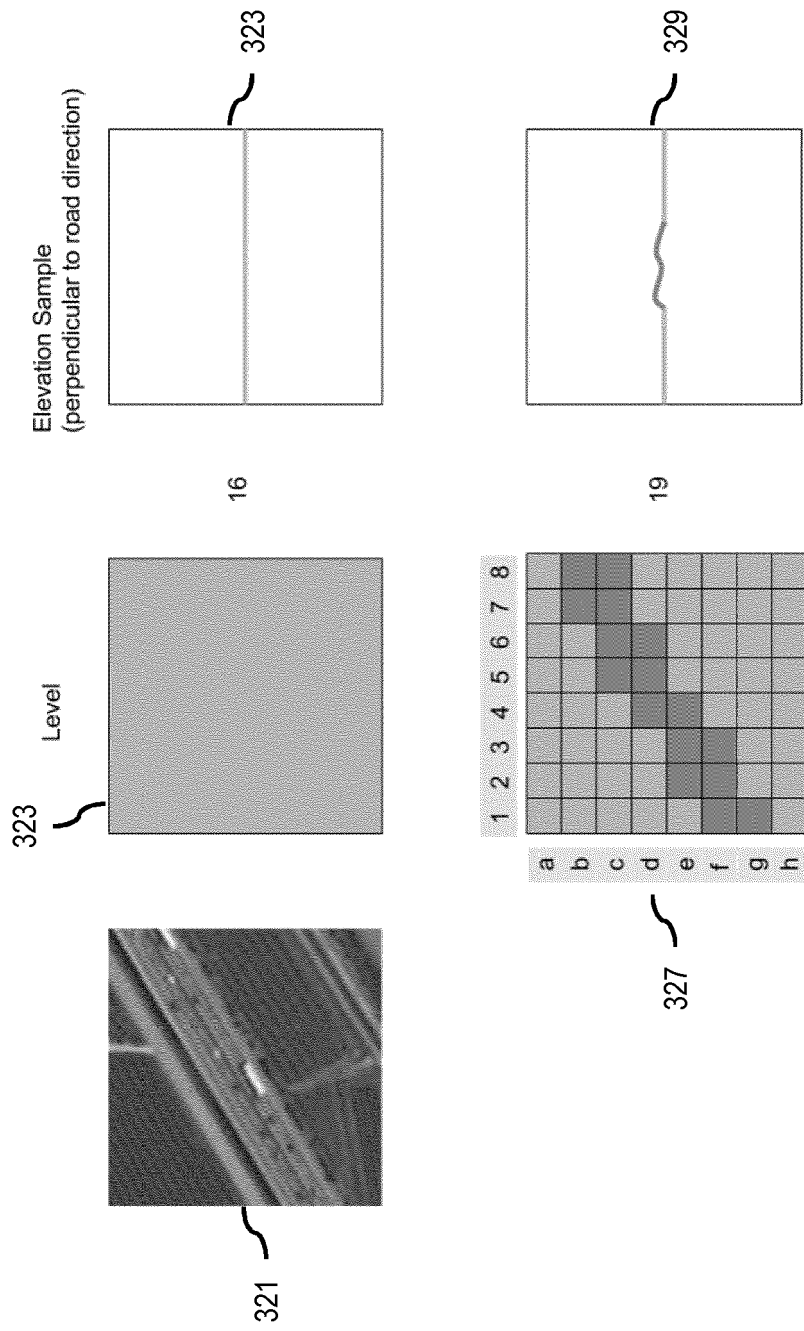 Elevation Sample
(perpendicular to road direction)
Level
323
323
16
321
1 2 3 4 5 6 7 8
a
b
c
d
e
f
g
h
19
329
327